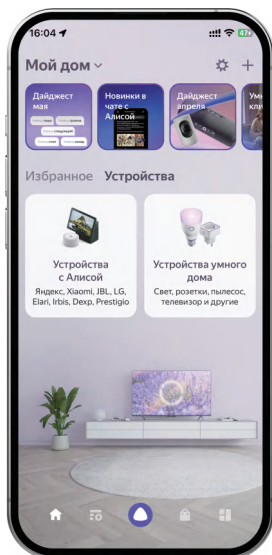 16:04
47
Мой дом
Дайджест
мая
Новинки в
чате с
Алисой
Дайджест
апреля
Избранное Устройства
Устройства
с Алисой
Яндекс, Xiaomi, JBL, LG,
Elari, Irbis, Dexp, Prestigio
Устройства умного
дома
Свет, розетки, пылесос,
телевизор и другие